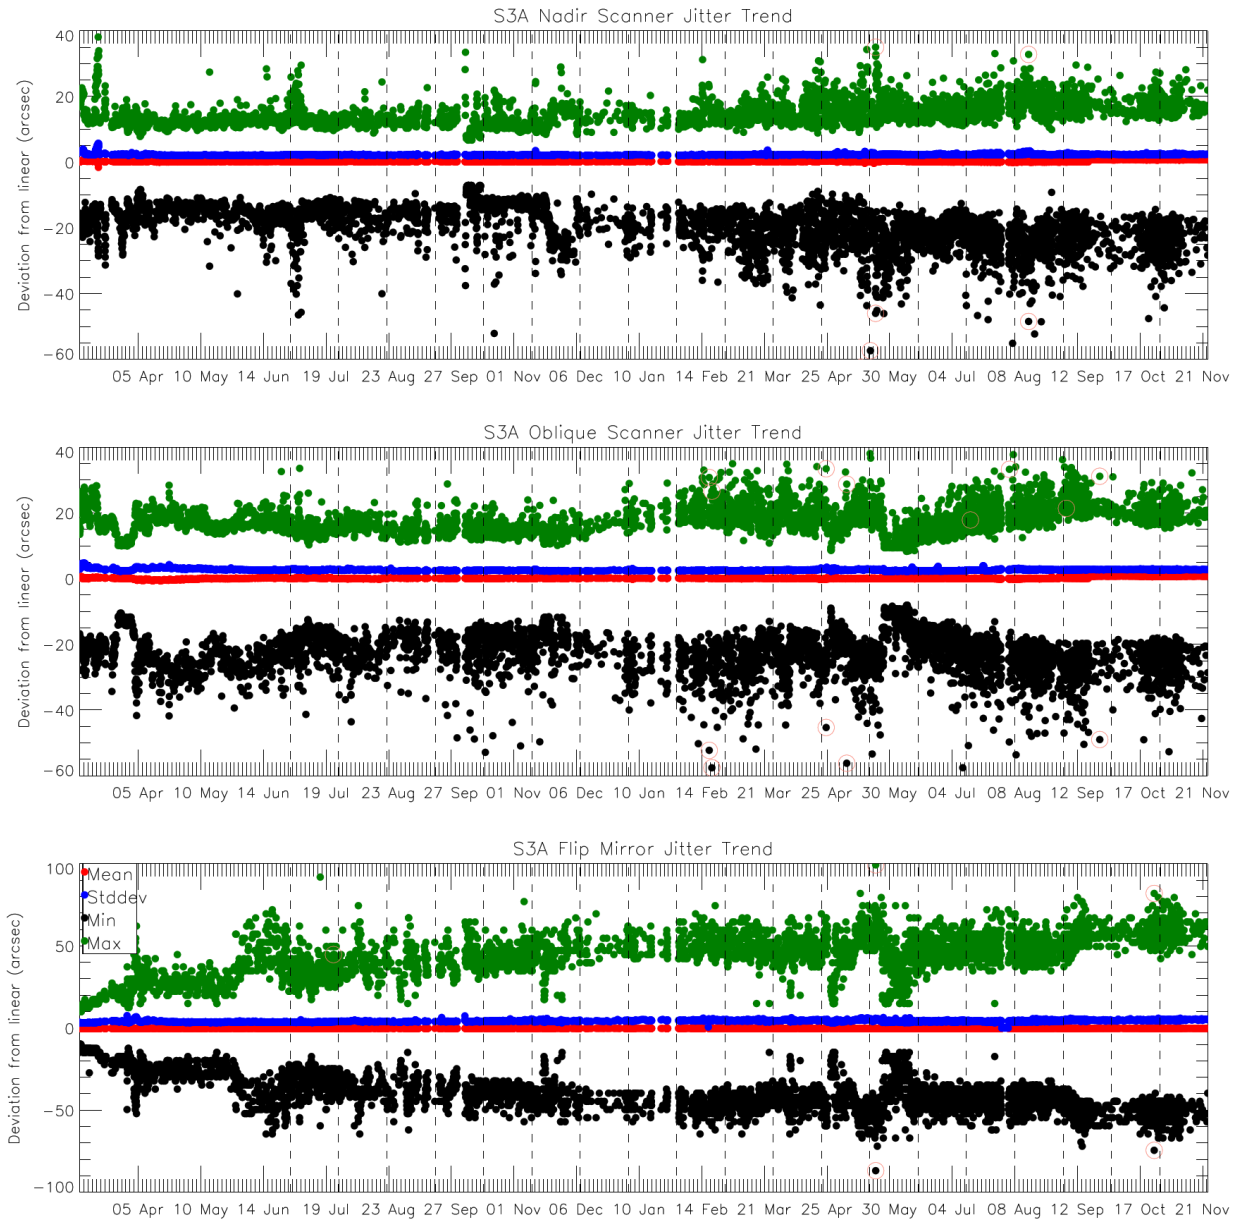 S3A Nadir Scanner Jitter Trend
Deviation from linear (arcsec)
40
20
0
-20
-40
-60
05 Apr 10 May 14 Jun 19 Jul 23 Aug 27 Sep 01 Nov 06 Dec 10 Jan 14 Feb 21 Mar 25 Apr 30 May 04 Jul 08 Aug 12 Sep 17 Oct 21 Nov
S3A Oblique Scanner Jitter Trend
Deviation from linear (arcsec)
40
20
0
-20
-40
-60
05 Apr 10 May 14 Jun 19 Jul 23 Aug 27 Sep 01 Nov 06 Dec 10 Jan 14 Feb 21 Mar 25 Apr 30 May 04 Jul 08 Aug 12 Sep 17 Oct 21 Nov
S3A Flip Mirror Jitter Trend
Deviation from linear (arcsec)
100
50
0
-50
-100
Mean
Stddev
Min
Max
05 Apr 10 May 14 Jun 19 Jul 23 Aug 27 Sep 01 Nov 06 Dec 10 Jan 14 Feb 21 Mar 25 Apr 30 May 04 Jul 08 Aug 12 Sep 17 Oct 21 Nov